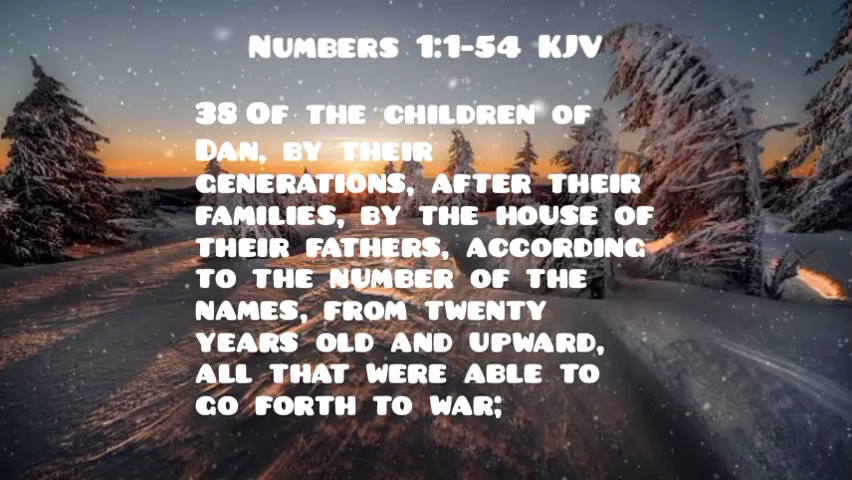 Numbers 1:1-54 KJV
38 Of the children of
Dan, by their
generations, after their
families, by the house of
their fathers, according
to the number of the
names, from twenty
years old and upward,
all that were able to
go forth to war;